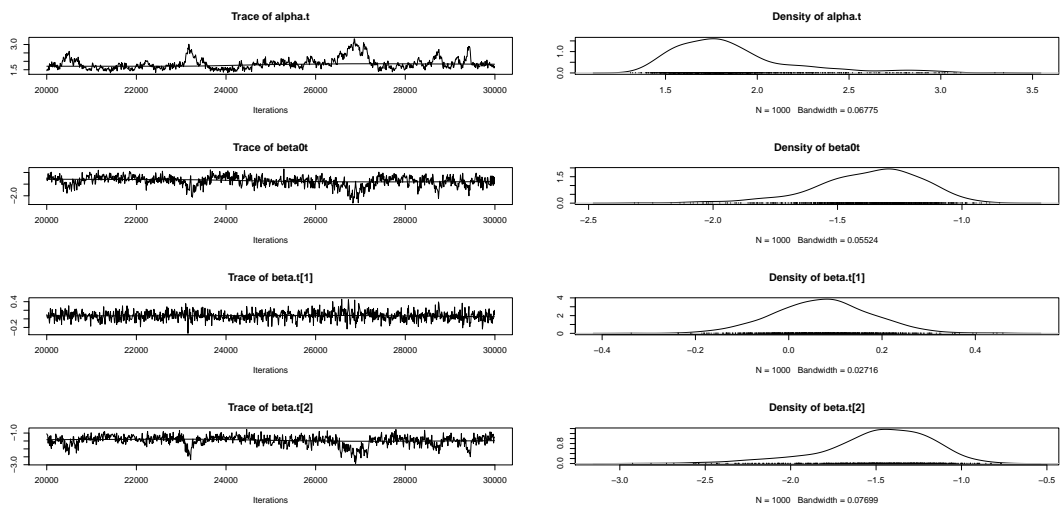 Trace of alpha.t
1.5 3.0
20000 22000 24000 26000 28000 30000
Iterations
Density of alpha.t
0.0 1.0
1.5 2.0 2.5 3.0 3.5
N = 1000 Bandwidth = 0.06775
Trace of beta0t
−2.0
20000 22000 24000 26000 28000 30000
Iterations
Density of beta0t
0.0 1.5
−2.5 −2.0 −1.5 −1.0
N = 1000 Bandwidth = 0.05524
Trace of beta.t[1]
−0.2 0.4
20000 22000 24000 26000 28000 30000
Iterations
Density of beta.t[1]
0 2 4
−0.4 −0.2 0.0 0.2 0.4
N = 1000 Bandwidth = 0.02716
Trace of beta.t[2]
−3.0 −1.0
20000 22000 24000 26000 28000 30000
Iterations
Density of beta.t[2]
0.0 0.8
−3.0 −2.5 −2.0 −1.5 −1.0 −0.5
N = 1000 Bandwidth = 0.07699